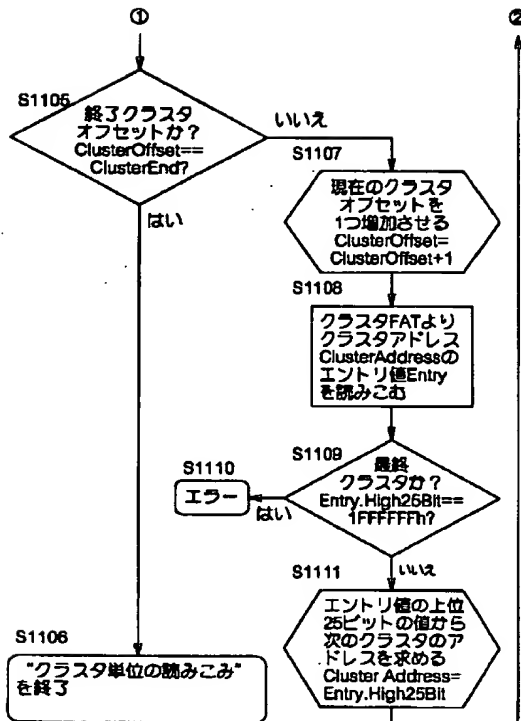 ①
②
S1105
終了クラスタ
オフセットか?
ClusterOffset==
ClusterEnd?
いいえ
はい
S1107
現在のクラスタ
オフセットを
1つ増加させる
ClusterOffset=
ClusterOffset+1
S1108
クラスタFATより
クラスタアドレス
ClusterAddressの
エントリ値Entry
を読みこむ
S1109
最終
クラスタか?
Entry.High25Bit==
1FFFFFFh?
はい
S1110
エラー
いいえ
S1111
エントリ値の上位
25ビットの値から
次のクラスタのア
ドレスを求める
Cluster Address=
Entry.High25Bit
S1106
"クラスタ単位の読みこみ"
を終了